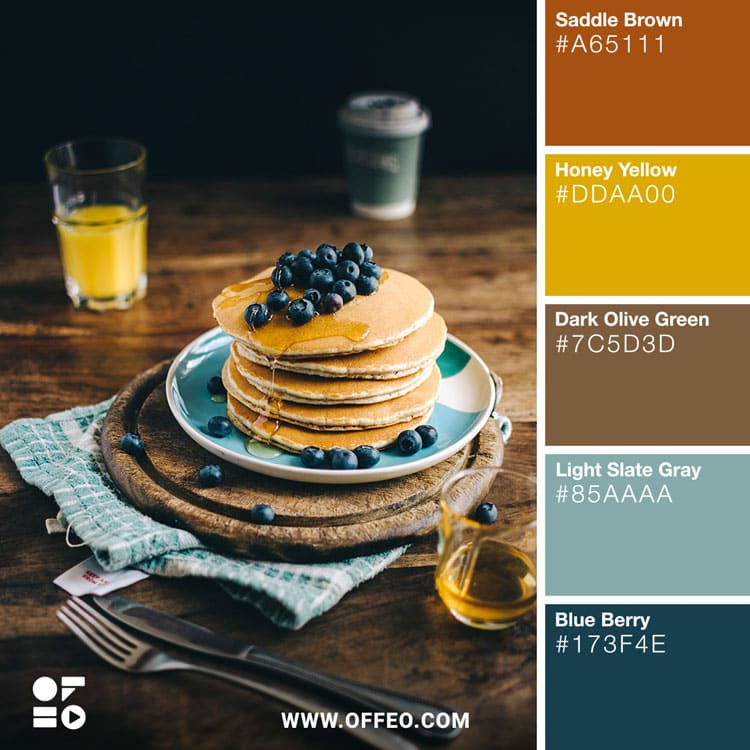 Saddle Brown
#A65111
Honey Yellow
#DDAA00
Dark Olive Green
#7C5D3D
Light Slate Gray
#85AAAA
Blue Berry
#173F4E
WWW.OFFEO.COM